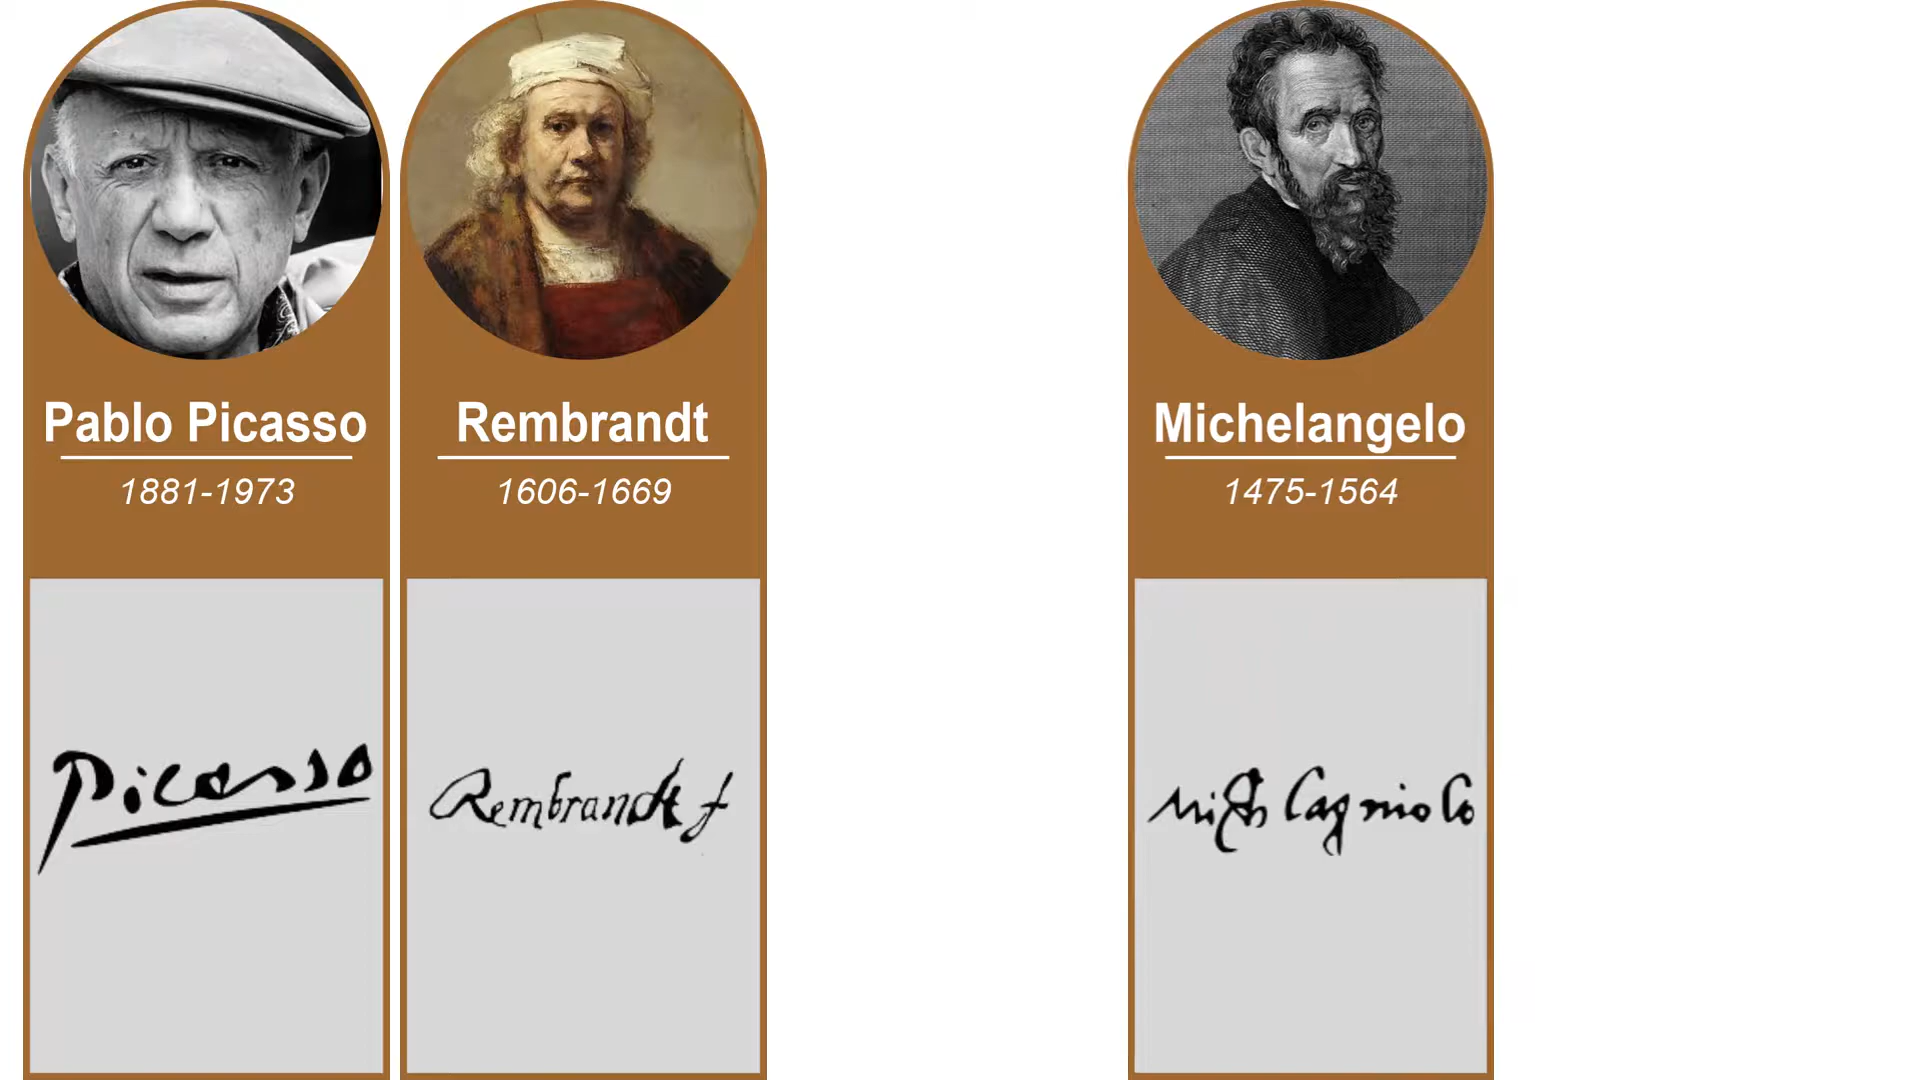 Pablo Picasso
1881-1973
Picasso
Rembrandt
1606-1669
Rembrandt f
Michelangelo
1475-1564